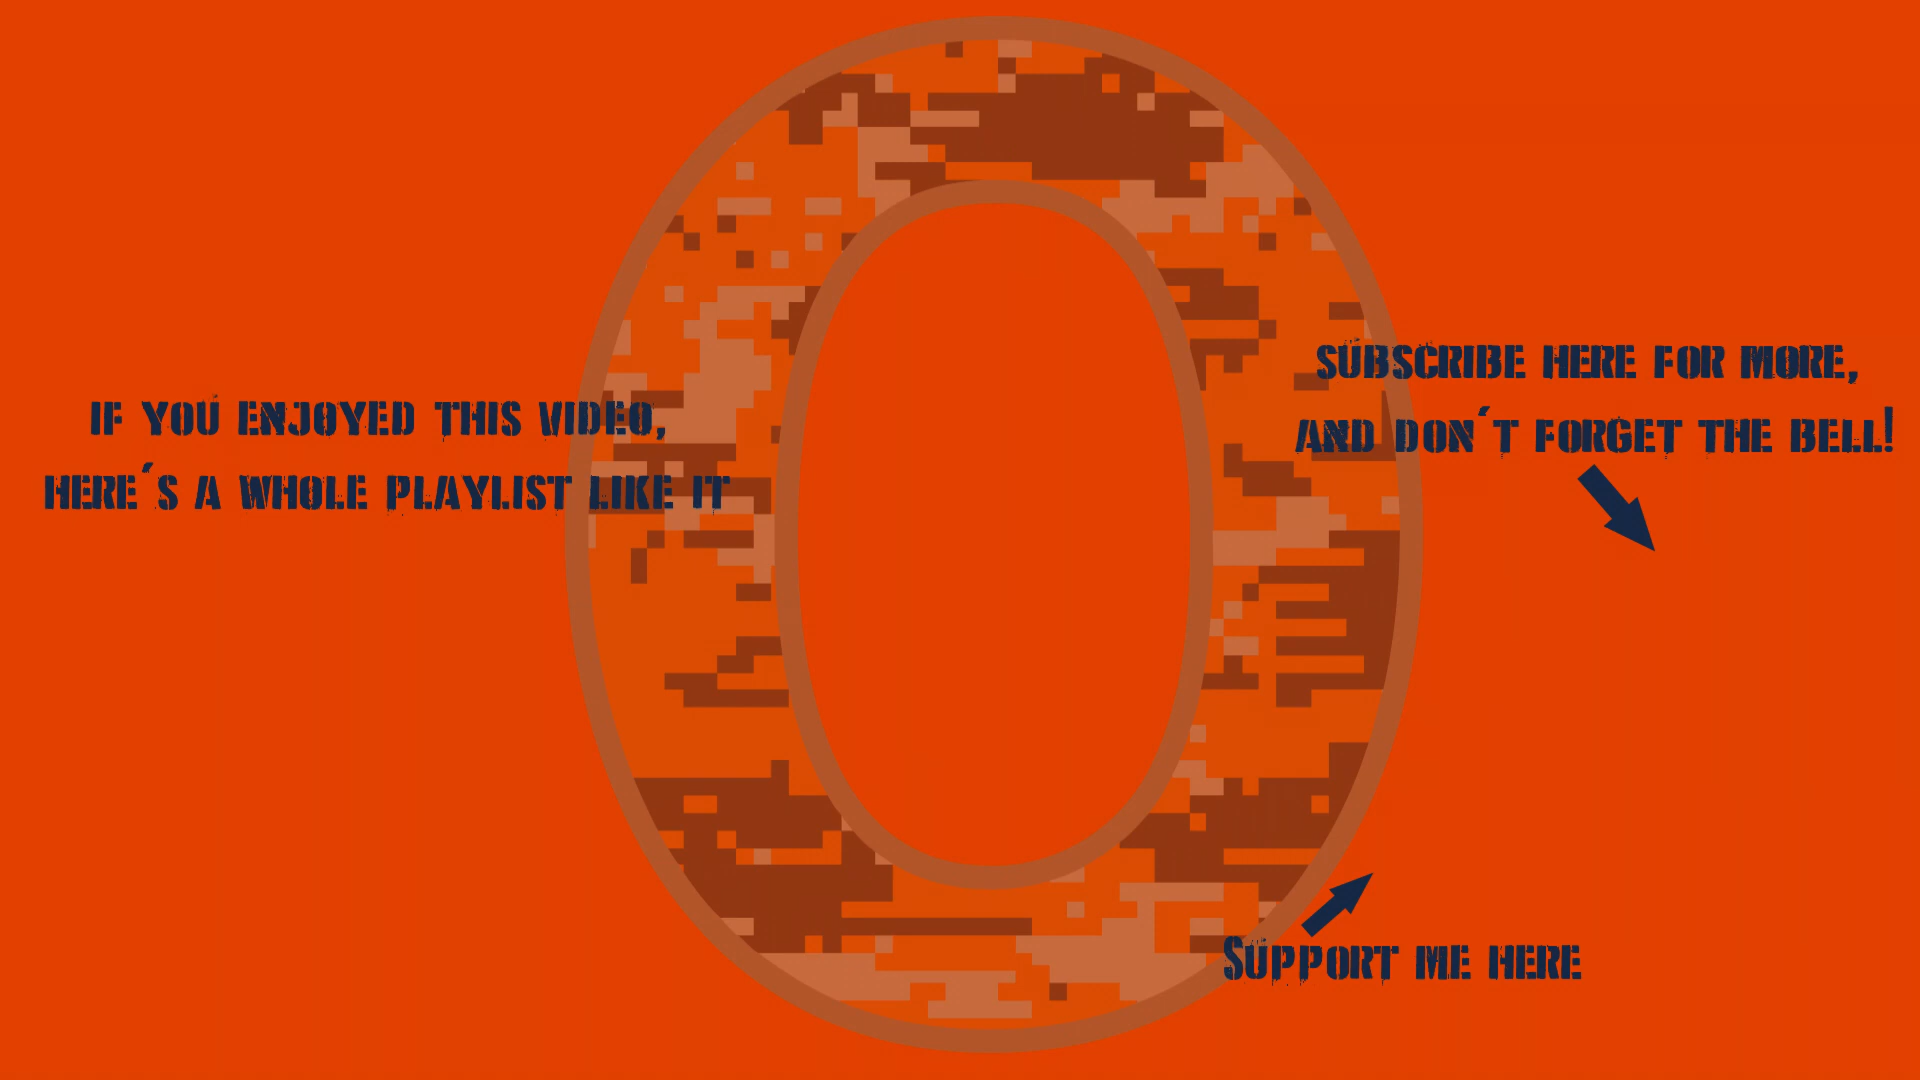 IF YOU ENJOYED THIS VIDEO,
HERE'S A WHOLE PLAYLIST LIKE IT
SUBSCRIBE HERE FOR MORE,
AND DON'T FORGET THE BELL!
SUPPORT ME HERE
O